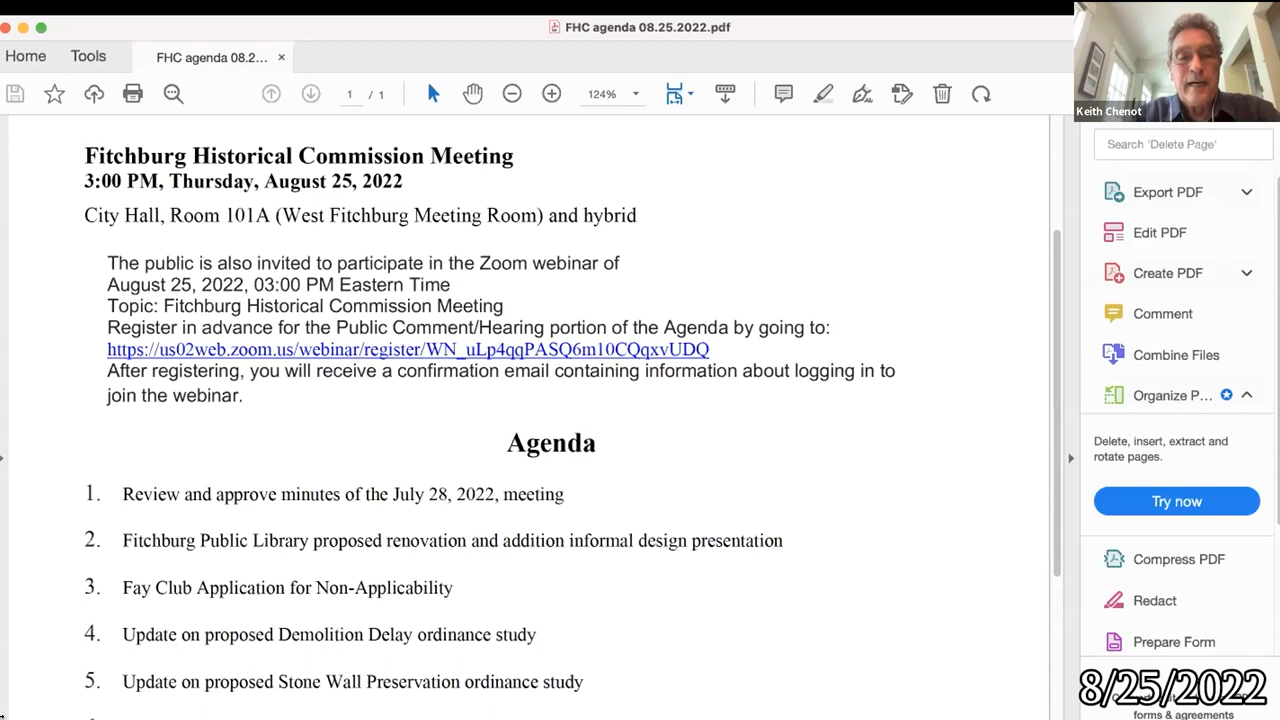 FHC agenda 08.25.2022.pdf
Home
Tools
FHC agenda 08.2...
1 / 1
124%
Keith Chenot
Fitchburg Historical Commission Meeting
3:00 PM, Thursday, August 25, 2022
City Hall, Room 101A (West Fitchburg Meeting Room) and hybrid
The public is also invited to participate in the Zoom webinar of
August 25, 2022, 03:00 PM Eastern Time
Topic: Fitchburg Historical Commission Meeting
Register in advance for the Public Comment/Hearing portion of the Agenda by going to:
https://us02web.zoom.us/webinar/register/WN_uLp4qqPASQ6m10CQqxvUDQ
After registering, you will receive a confirmation email containing information about logging in to
join the webinar.
Agenda
1. Review and approve minutes of the July 28, 2022, meeting
2. Fitchburg Public Library proposed renovation and addition informal design presentation
3. Fay Club Application for Non-Applicability
4. Update on proposed Demolition Delay ordinance study
5. Update on proposed Stone Wall Preservation ordinance study
Search 'Delete Page'
Export PDF
Edit PDF
Create PDF
Comment
Combine Files
Organize P...
Delete, insert, extract and
rotate pages.
Try now
Compress PDF
Redact
Prepare Form
8/25/2022
forms & agreements